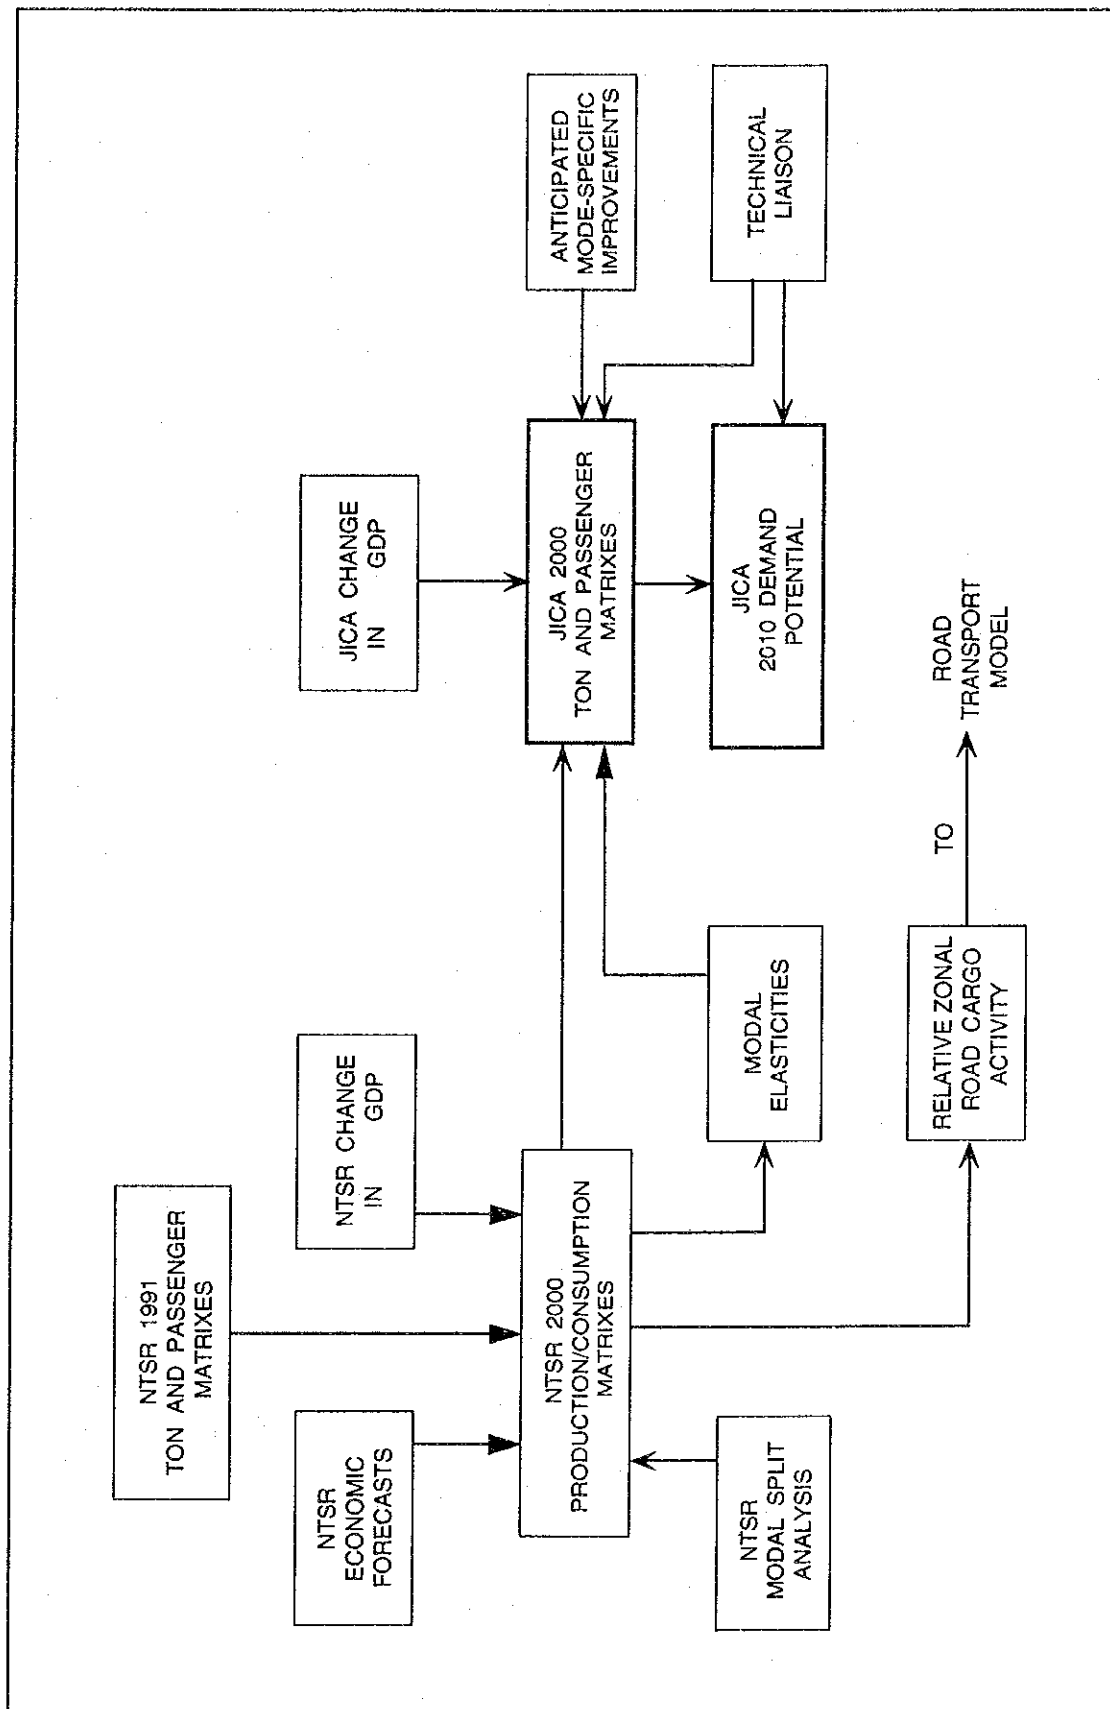 NTSR 1991
TON AND PASSENGER
MATRIXES
NTSR
ECONOMIC
FORECASTS
NTSR CHANGE
IN GDP
JICA CHANGE
IN GDP
NTSR 2000
PRODUCTION/CONSUMPTION
MATRIXES
JICA 2000
TON AND PASSENGER
MATRIXES
ANTICIPATED
MODE-SPECIFIC
IMPROVEMENTS
NTSR
MODAL SPLIT
ANALYSIS
MODAL
ELASTICITIES
JICA
2010 DEMAND
POTENTIAL
TECHNICAL
LIAISON
RELATIVE ZONAL
ROAD CARGO
ACTIVITY
TO
ROAD
TRANSPORT
MODEL